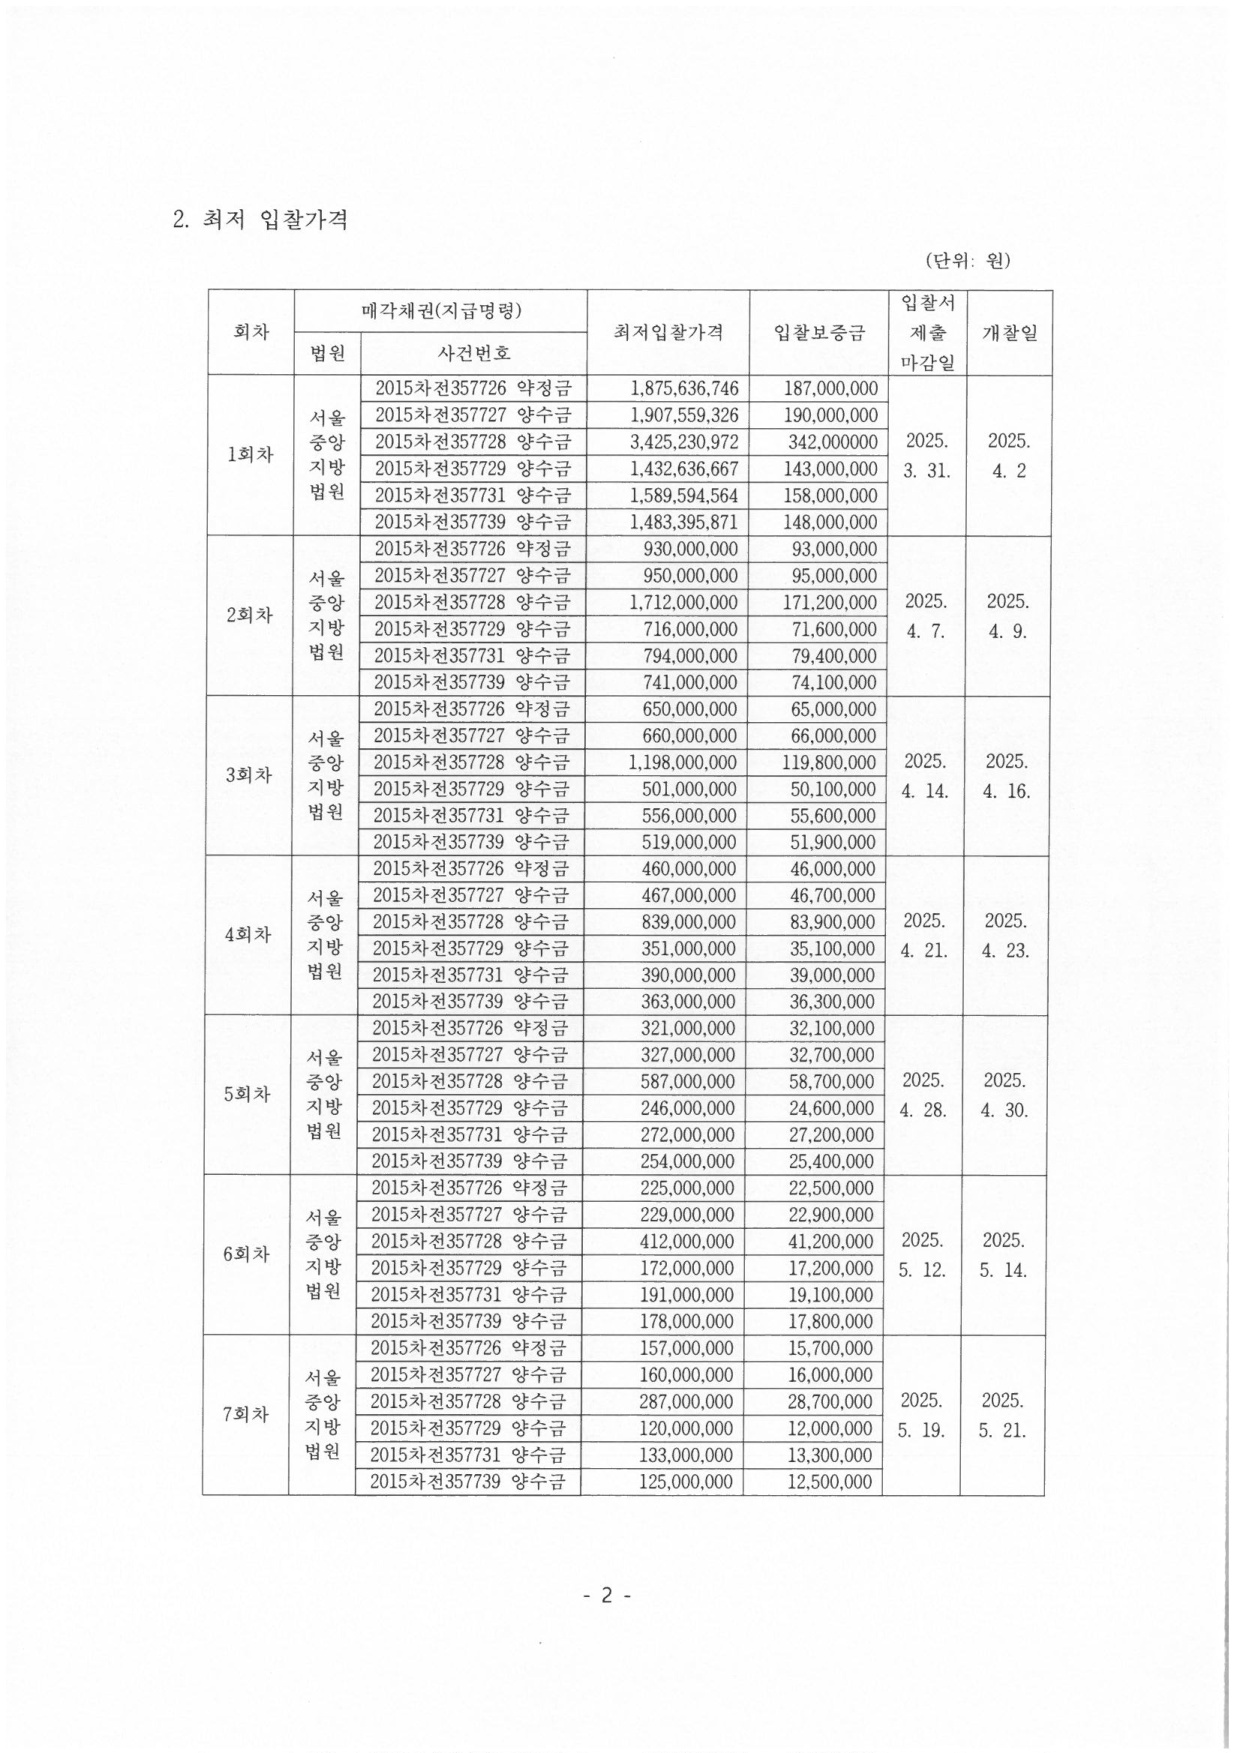 2. 최저 입찰가격
(단위: 원)
회차 매각채권(지급명령) 최저입찰가격 입찰보증금 입찰서 제출 마감일 개찰일
법원 사건번호
1회차 서울 중앙 지방 법원 2025. 3. 31. 2025. 4. 2
2015차전357726 약정금 1,875,636,746 187,000,000
2015차전357727 양수금 1,907,559,326 190,000,000
2015차전357728 양수금 3,425,230,972 342,000000
2015차전357729 양수금 1,432,636,667 143,000,000
2015차전357731 양수금 1,589,594,564 158,000,000
2015차전357739 양수금 1,483,395,871 148,000,000
2회차 서울 중앙 지방 법원 2025. 4. 7. 2025. 4. 9.
2015차전357726 약정금 930,000,000 93,000,000
2015차전357727 양수금 950,000,000 95,000,000
2015차전357728 양수금 1,712,000,000 171,200,000
2015차전357729 양수금 716,000,000 71,600,000
2015차전357731 양수금 794,000,000 79,400,000
2015차전357739 양수금 741,000,000 74,100,000
3회차 서울 중앙 지방 법원 2025. 4. 14. 2025. 4. 16.
2015차전357726 약정금 650,000,000 65,000,000
2015차전357727 양수금 660,000,000 66,000,000
2015차전357728 양수금 1,198,000,000 119,800,000
2015차전357729 양수금 501,000,000 50,100,000
2015차전357731 양수금 556,000,000 55,600,000
2015차전357739 양수금 519,000,000 51,900,000
4회차 서울 중앙 지방 법원 2025. 4. 21. 2025. 4. 23.
2015차전357726 약정금 460,000,000 46,000,000
2015차전357727 양수금 467,000,000 46,700,000
2015차전357728 양수금 839,000,000 83,900,000
2015차전357729 양수금 351,000,000 35,100,000
2015차전357731 양수금 390,000,000 39,000,000
2015차전357739 양수금 363,000,000 36,300,000
5회차 서울 중앙 지방 법원 2025. 4. 28. 2025. 4. 30.
2015차전357726 약정금 321,000,000 32,100,000
2015차전357727 양수금 327,000,000 32,700,000
2015차전357728 양수금 587,000,000 58,700,000
2015차전357729 양수금 246,000,000 24,600,000
2015차전357731 양수금 272,000,000 27,200,000
2015차전357739 양수금 254,000,000 25,400,000
6회차 서울 중앙 지방 법원 2025. 5. 12. 2025. 5. 14.
2015차전357726 약정금 225,000,000 22,500,000
2015차전357727 양수금 229,000,000 22,900,000
2015차전357728 양수금 412,000,000 41,200,000
2015차전357729 양수금 172,000,000 17,200,000
2015차전357731 양수금 191,000,000 19,100,000
2015차전357739 양수금 178,000,000 17,800,000
7회차 서울 중앙 지방 법원 2025. 5. 19. 2025. 5. 21.
2015차전357726 약정금 157,000,000 15,700,000
2015차전357727 양수금 160,000,000 16,000,000
2015차전357728 양수금 287,000,000 28,700,000
2015차전357729 양수금 120,000,000 12,000,000
2015차전357731 양수금 133,000,000 13,300,000
2015차전357739 양수금 125,000,000 12,500,000
- 2 -